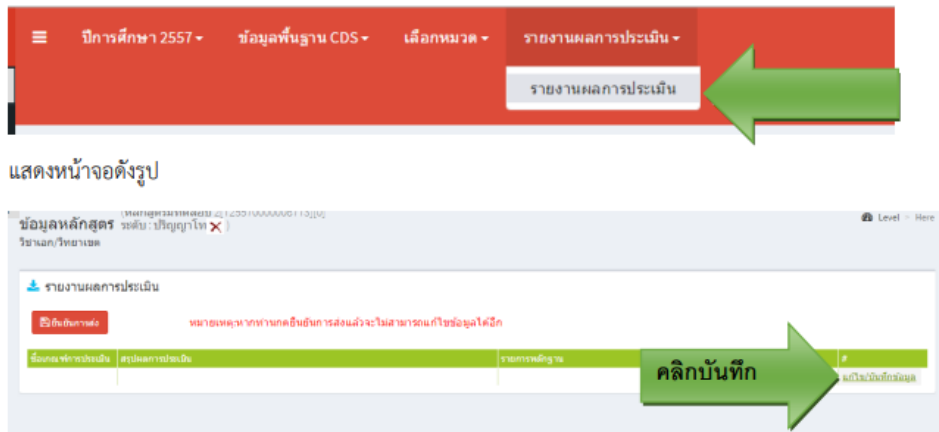 ปีการศึกษา 2557 ข้อมูลพื้นฐาน CDS เลือกหมวด รายงานผลการประเมิน
รายงานผลการประเมิน
แสดงหน้าจอดังรูป
ข้อมูลหลักสูตร ระดับ : ปริญญาโท )
Level > Here
วิชาเอก/วิทยาเขต
รายงานผลการประเมิน
ยืนยันการส่ง หมายเหตุ:หากท่านกดยืนยันการส่งแล้วจะไม่สามารถแก้ไขข้อมูลได้อีก
ชื่อเกณฑ์การประเมิน สรุปผลการประเมิน รายการหลักฐาน #
คลิกบันทึก
แก้ไข/บันทึกข้อมูล